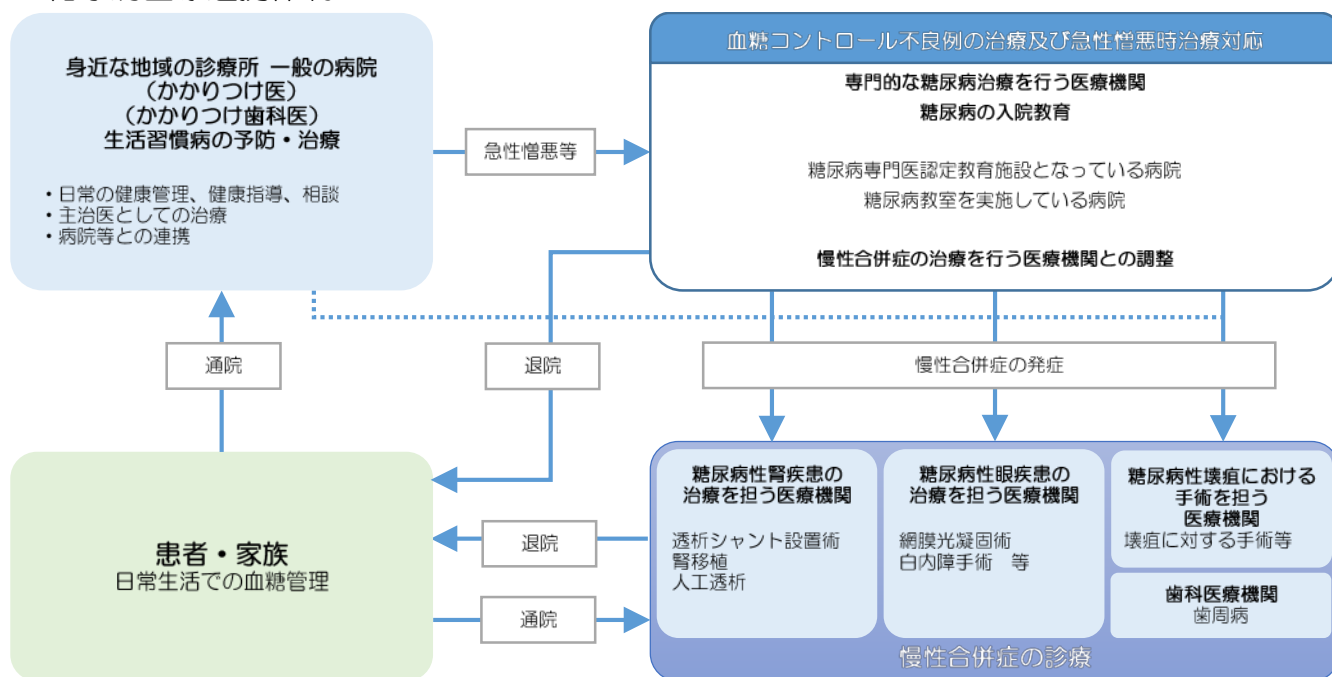 身近な地域の診療所 一般の病院
（かかりつけ医）
（かかりつけ歯科医）
生活習慣病の予防・治療
・日常の健康管理、健康指導、相談
・主治医としての治療
・病院等との連携
急性憎悪等
血糖コントロール不良例の治療及び急性憎悪時治療対応
専門的な糖尿病治療を行う医療機関
糖尿病の入院教育
糖尿病専門医認定教育施設となっている病院
糖尿病教室を実施している病院
慢性合併症の治療を行う医療機関との調整
通院
退院
慢性合併症の発症
患者・家族
日常生活での血糖管理
退院
通院
糖尿病性腎疾患の
治療を担う医療機関
透析シャント設置術
腎移植
人工透析
糖尿病性眼疾患の
治療を担う医療機関
網膜光凝固術
白内障手術　等
糖尿病性壊疽における
手術を担う
医療機関
壊疽に対する手術等
歯科医療機関
歯周病
慢性合併症の診療